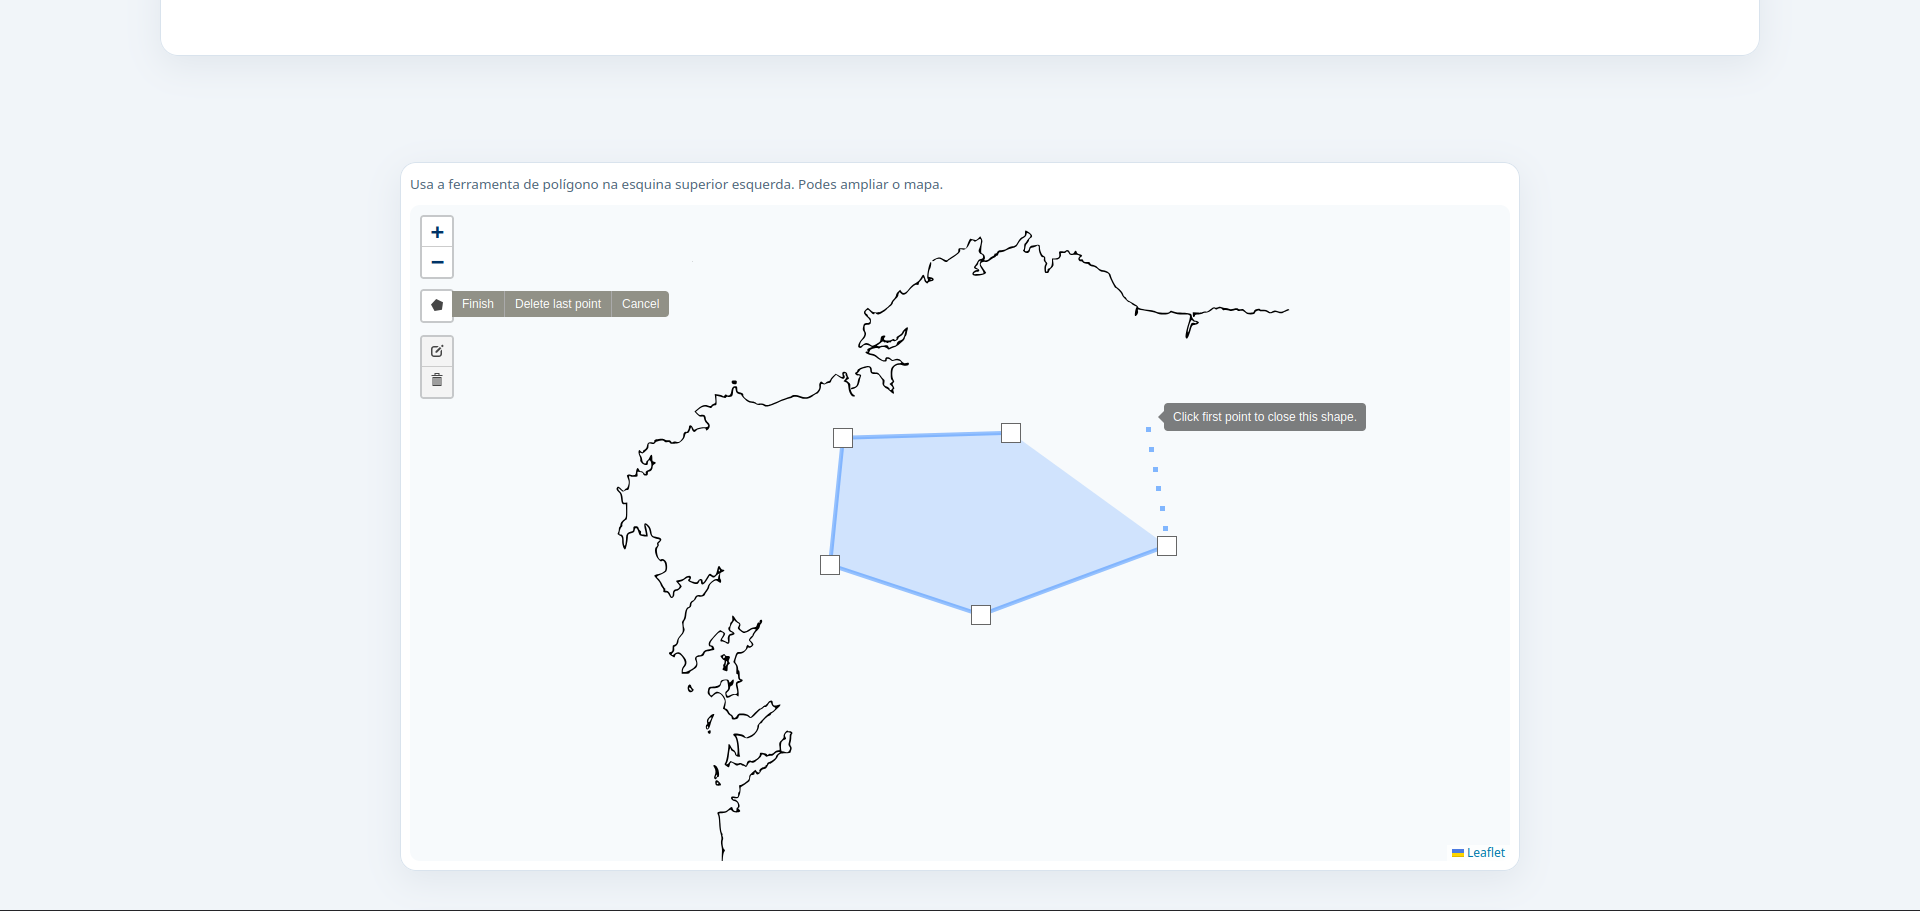 Usa a ferramenta de polígono na esquina superior esquerda. Podes ampliar o mapa.
+
−
Finish Delete last point Cancel
Click first point to close this shape.
Leaflet